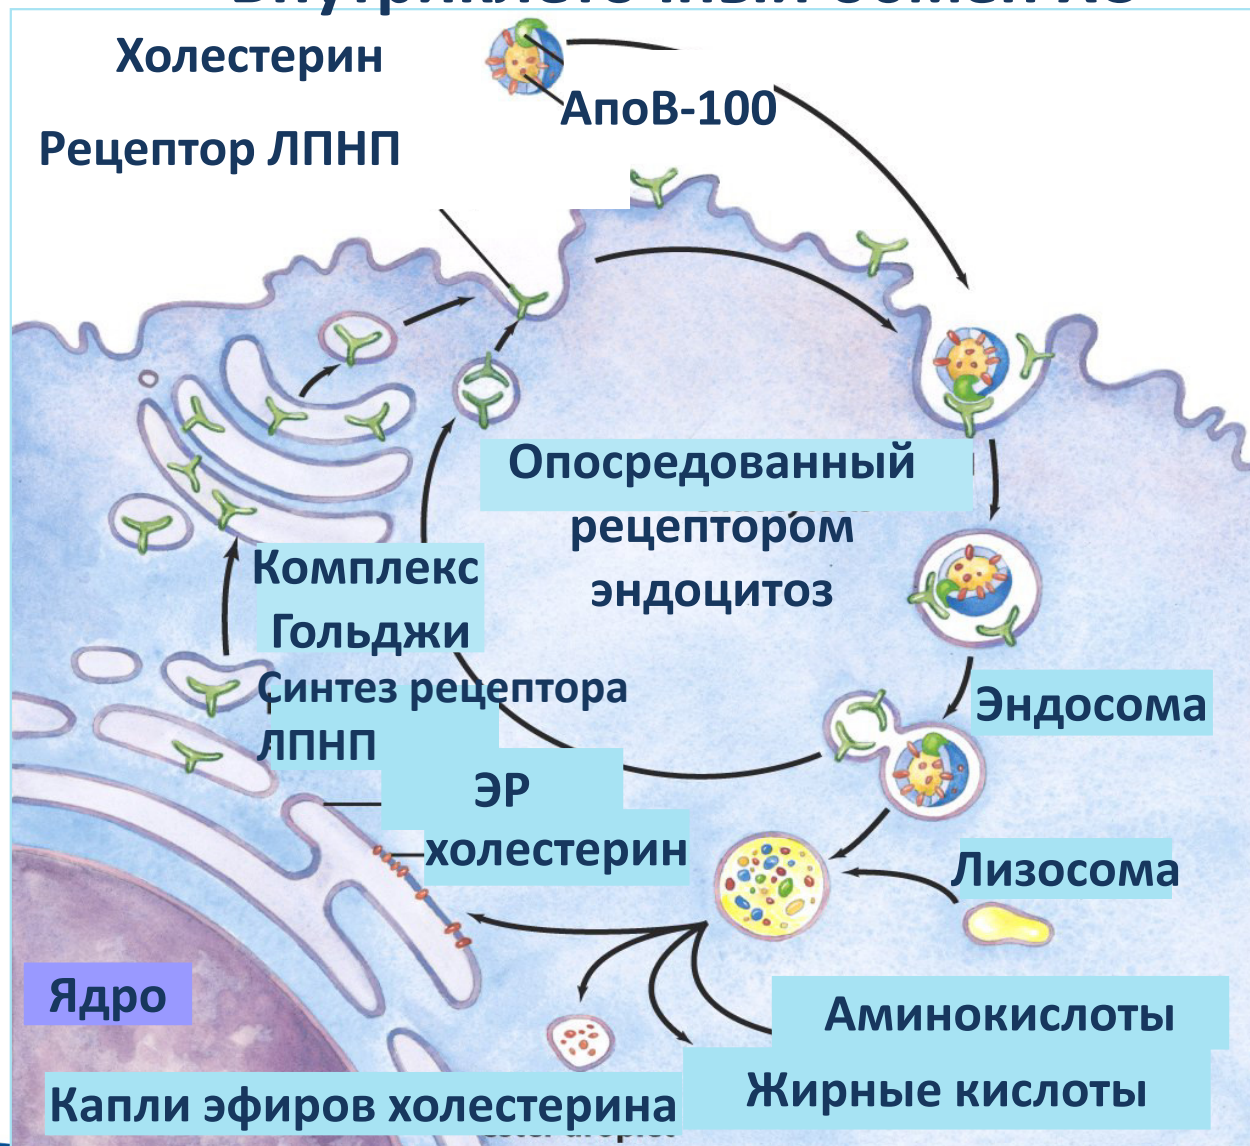 Холестерин
АпоВ-100
Рецептор ЛПНП
Опосредованный
рецептором
эндоцитоз
Комплекс
Гольджи
Синтез рецептора
ЛПНП
Эндосома
ЭР
холестерин
Лизосома
Ядро
Аминокислоты
Жирные кислоты
Капли эфиров холестерина